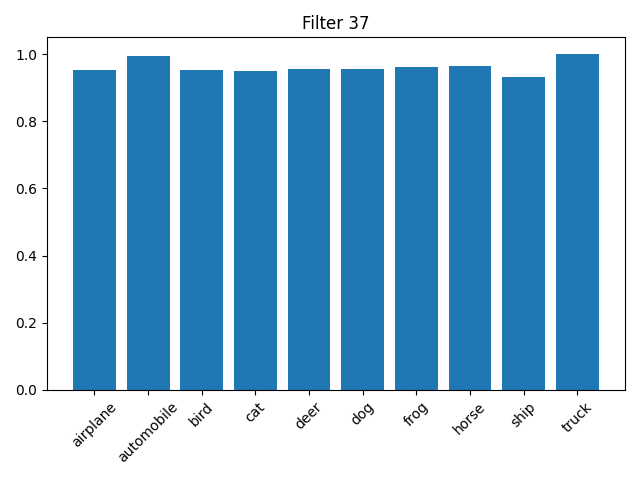 Filter 37
1.0
0.8
0.6
0.4
0.2
0.0
airplane
automobile
bird
cat
deer
dog
frog
horse
ship
truck